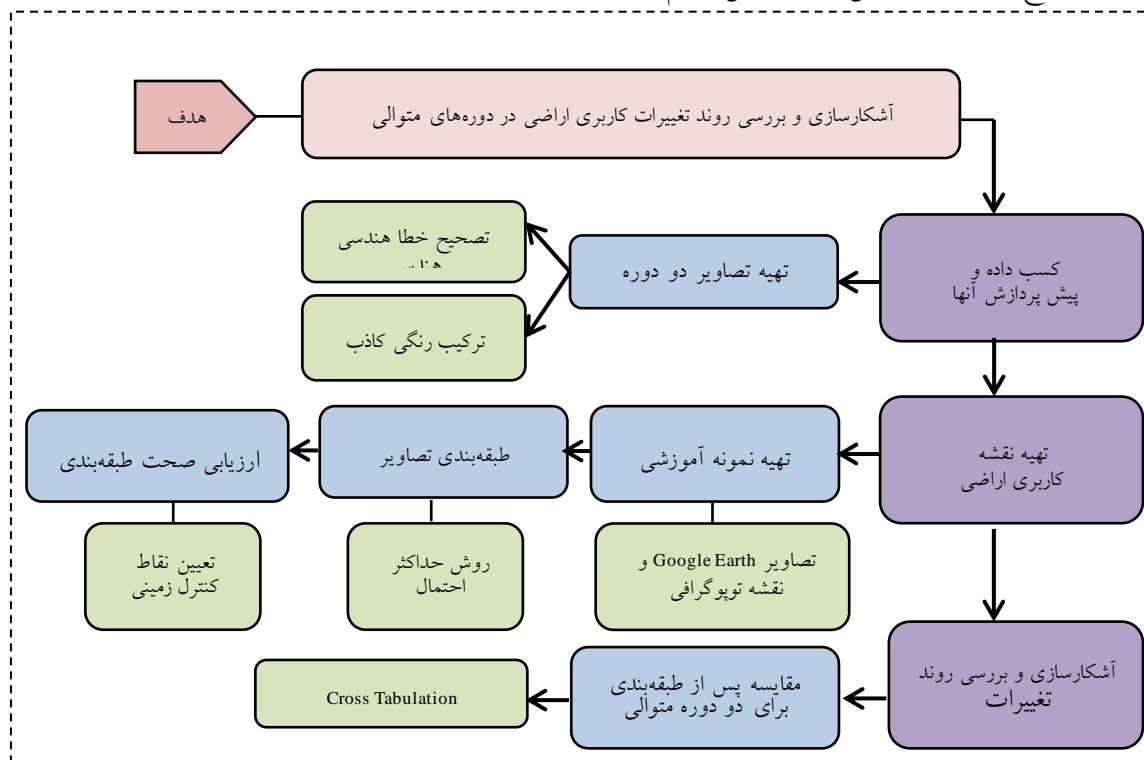 هدف
آشکارسازی و بررسی روند تغییرات کاربری اراضی در دوره‌های متوالی
کسب داده و
پیش پردازش آنها
تهیه تصاویر دو دوره
تصحیح خطا هندسی
ترکیب رنگی کاذب
تهیه نقشه
کاربری اراضی
تهیه نمونه آموزشی
طبقه‌بندی تصاویر
ارزیابی صحت طبقه‌بندی
تصاویر Google Earth و
نقشه توپوگرافی
روش حداکثر
احتمال
تعیین نقاط
کنترل زمینی
آشکارسازی و بررسی روند
تغییرات
مقایسه پس از طبقه‌بندی
برای دو دوره متوالی
Cross Tabulation